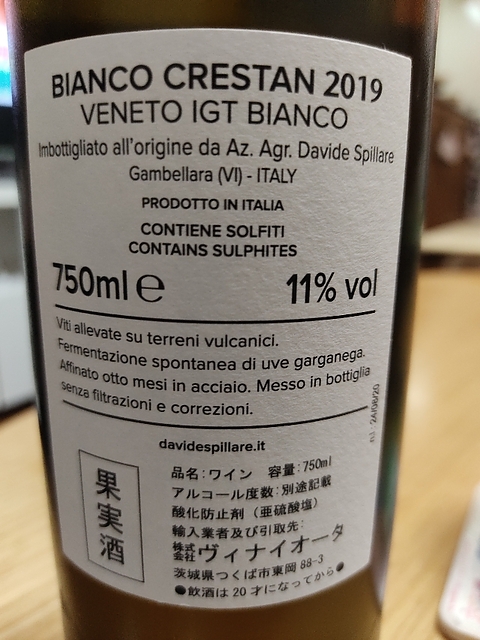 BIANCO CRESTAN 2019
VENETO IGT BIANCO
Imbottigliato all'origine da Az. Agr. Davide Spillare
Gambellara (VI) - ITALY
PRODOTTO IN ITALIA
CONTIENE SOLFITI
CONTAINS SULPHITES
750ml ℮ 11% vol
Viti allevate su terreni vulcanici.
Fermentazione spontanea di uve garganega.
Affinato otto mesi in acciaio. Messo in bottiglia
senza filtrazioni e correzioni.
24/06/20
davidespillare.it
果実酒
品名:ワイン 容量:750ml
アルコール度数:別途記載
酸化防止剤(亜硫酸塩)
輸入業者及び引取先:
株式会社ヴィナイオータ
茨城県つくば市東岡 88-3
●飲酒は 20 才になってから●